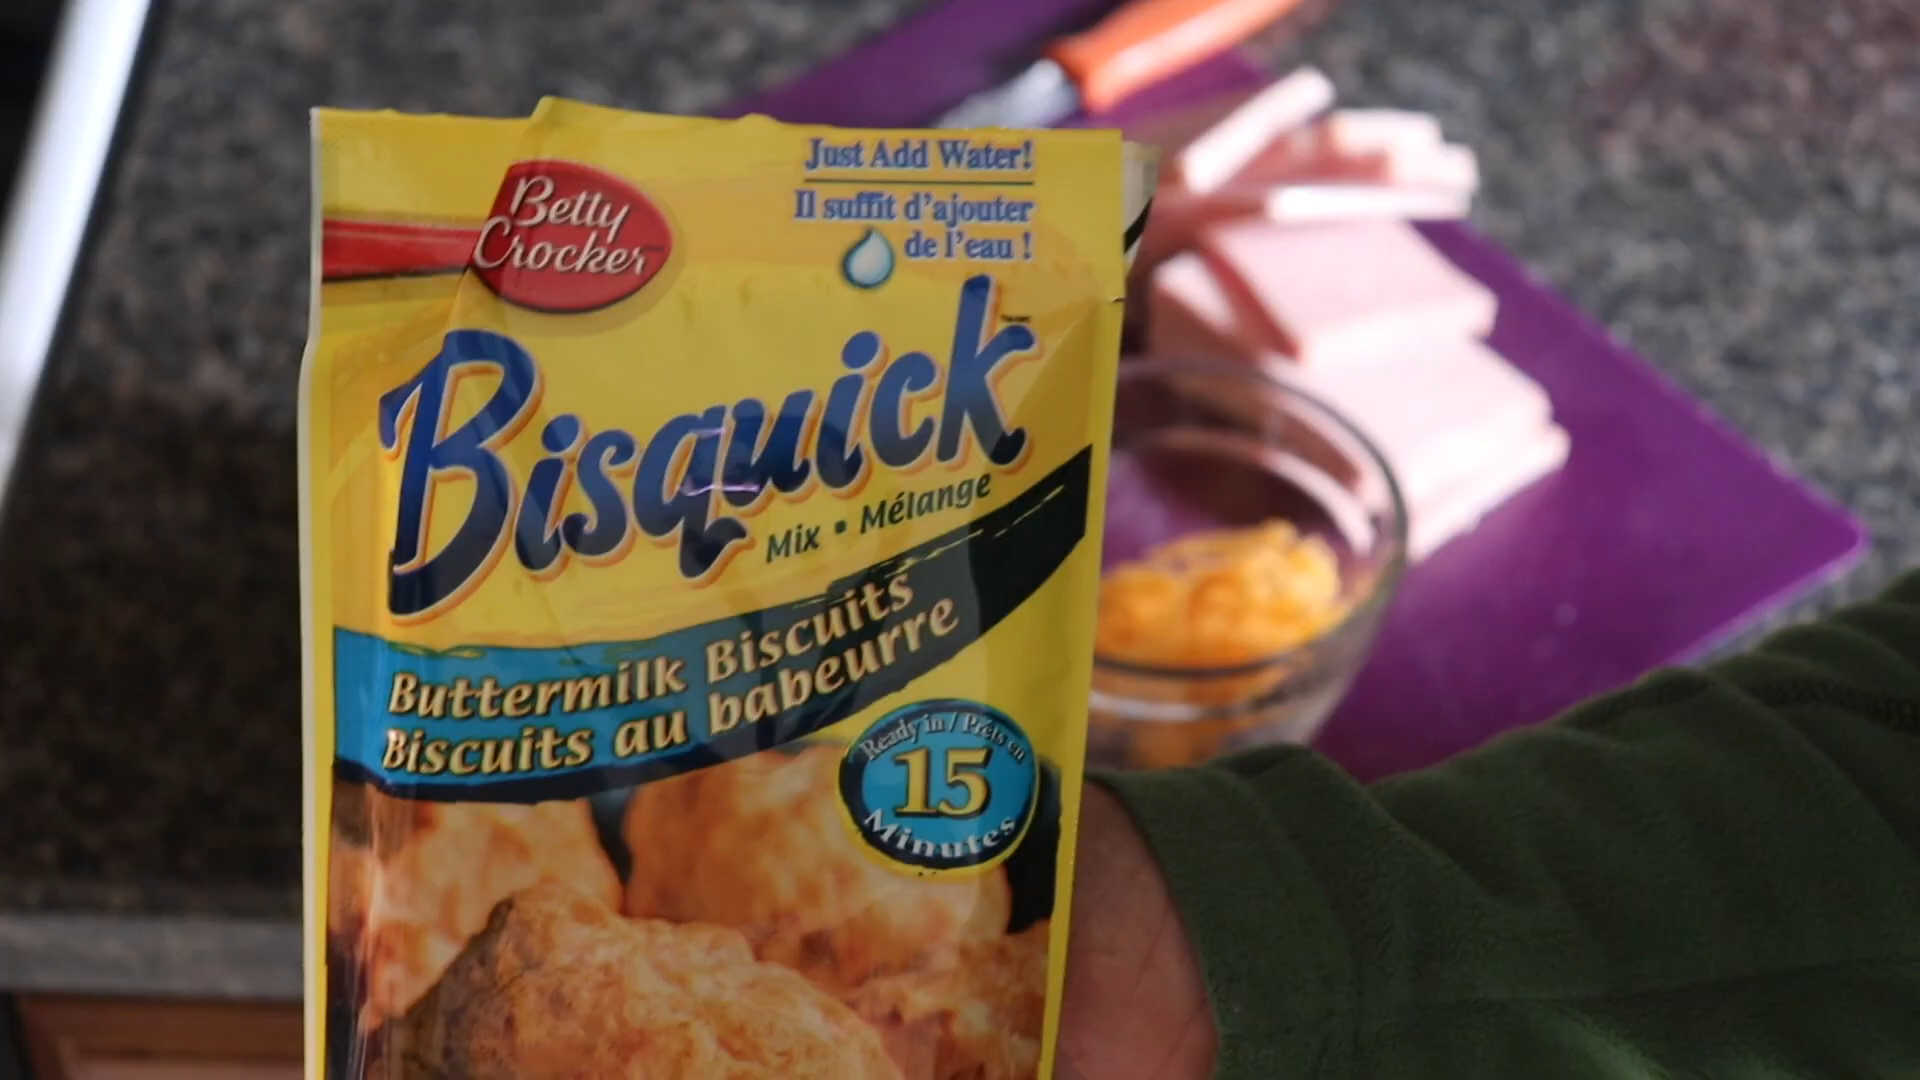 Betty
Crocker
Just Add Water!
Il suffit d'ajouter
de l'eau !
Bisquick
Mix • Mélange
Buttermilk Biscuits
Biscuits au babeurre
Ready in / Prêts en
15
Minutes